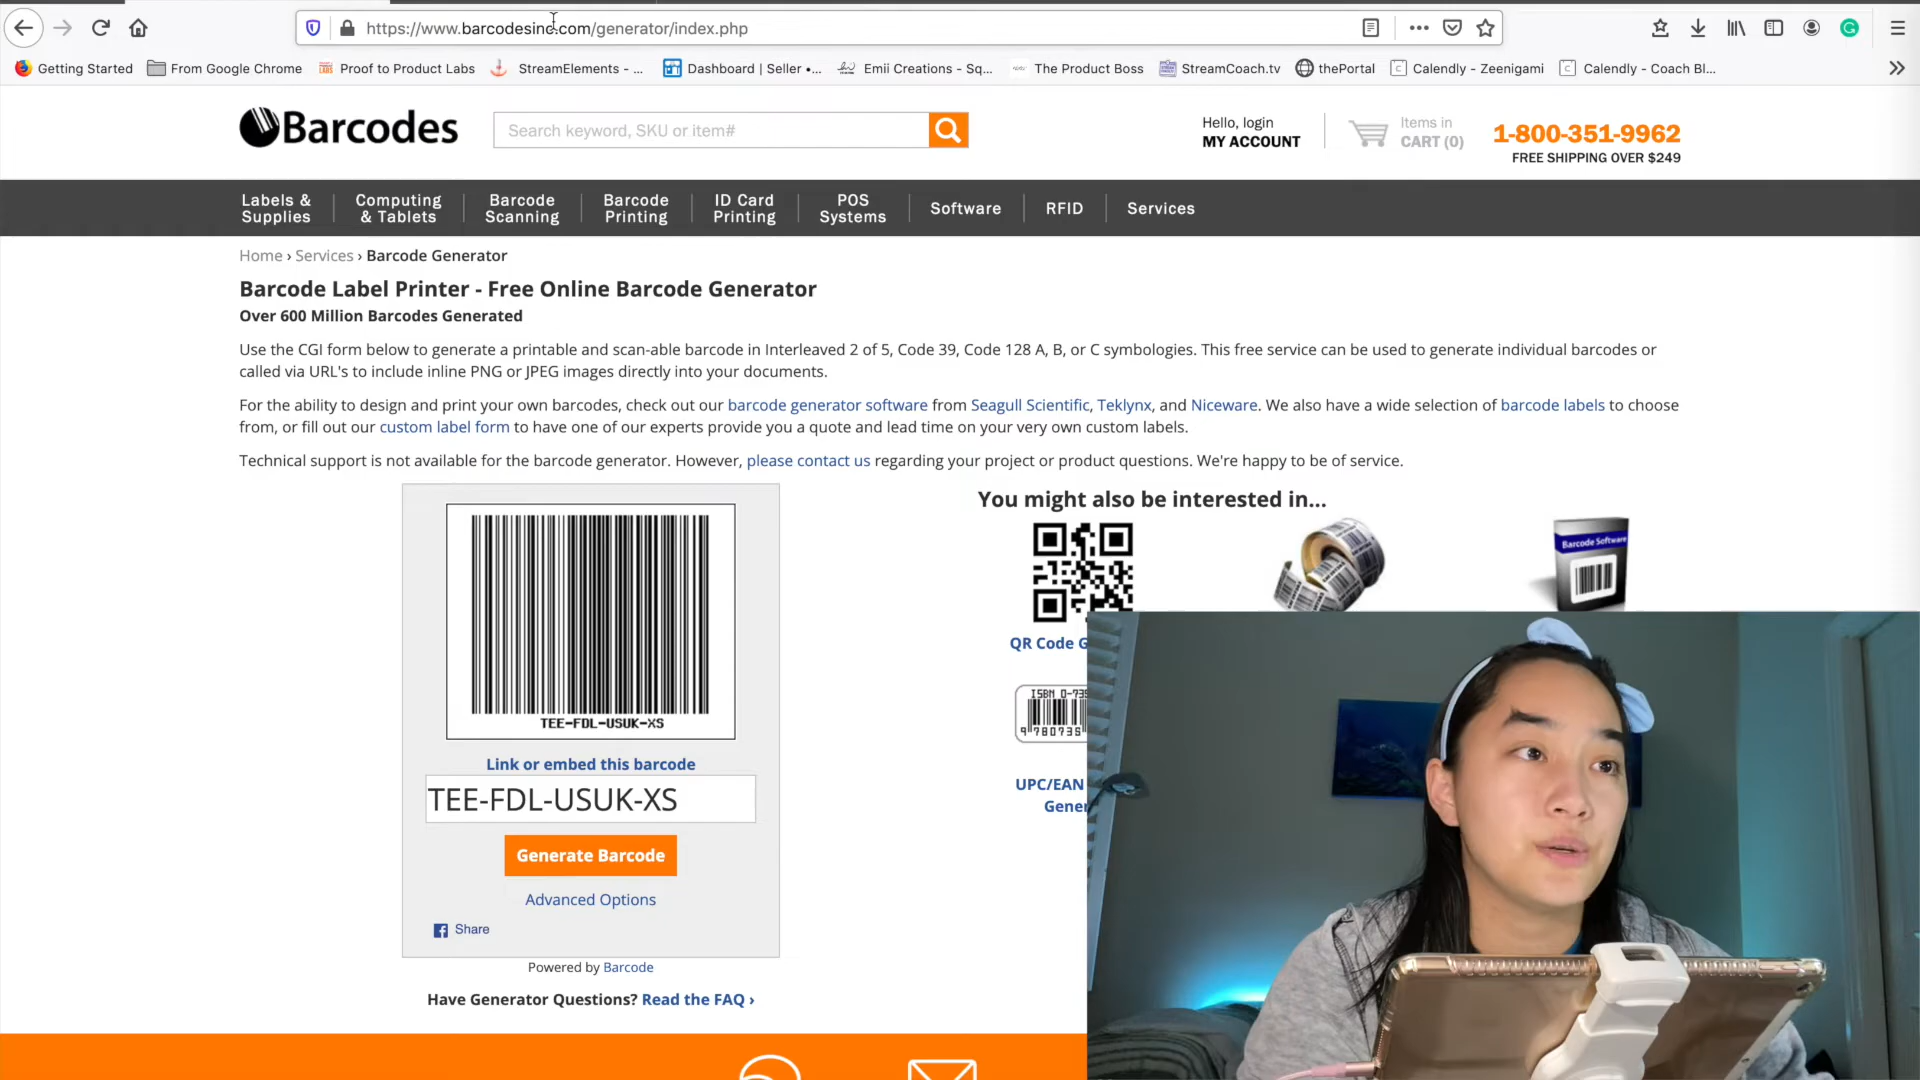 https://www.barcodesinc.com/generator/index.php
Getting Started
From Google Chrome
Proof to Product Labs
StreamElements - ...
Dashboard | Seller •...
Emii Creations - Sq...
The Product Boss
StreamCoach.tv
thePortal
Calendly - Zeenigami
Calendly - Coach Bl...
Barcodes
Search keyword, SKU or item#
Hello, login
MY ACCOUNT
Items in
CART (0)
1-800-351-9962
FREE SHIPPING OVER $249
Labels &
Supplies
Computing
& Tablets
Barcode
Scanning
Barcode
Printing
ID Card
Printing
POS
Systems
Software
RFID
Services
Home › Services › Barcode Generator
Barcode Label Printer - Free Online Barcode Generator
Over 600 Million Barcodes Generated
Use the CGI form below to generate a printable and scan-able barcode in Interleaved 2 of 5, Code 39, Code 128 A, B, or C symbologies. This free service can be used to generate individual barcodes or
called via URL's to include inline PNG or JPEG images directly into your documents.
For the ability to design and print your own barcodes, check out our barcode generator software from Seagull Scientific, Teklynx, and Niceware. We also have a wide selection of barcode labels to choose
from, or fill out our custom label form to have one of our experts provide you a quote and lead time on your very own custom labels.
Technical support is not available for the barcode generator. However, please contact us regarding your project or product questions. We're happy to be of service.
TEE-FDL-USUK-XS
Link or embed this barcode
TEE-FDL-USUK-XS
Generate Barcode
Advanced Options
Share
Powered by Barcode
Have Generator Questions? Read the FAQ ›
You might also be interested in...
Barcode Software
QR Code G
ISBN 0-735
9 780735
UPC/EAN
Gener